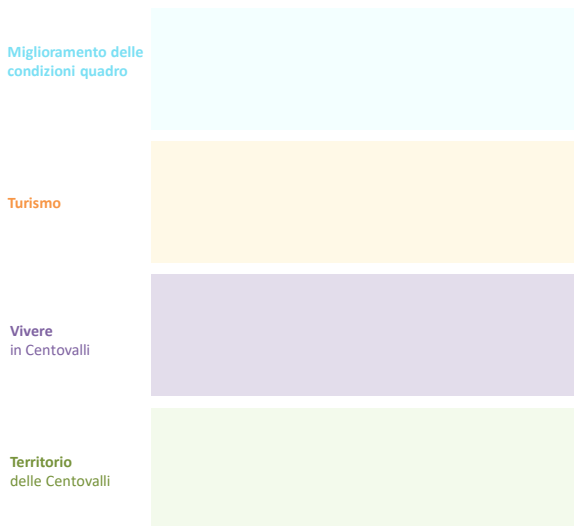 Miglioramento delle
condizioni quadro
Turismo
Vivere
in Centovalli
Territorio
delle Centovalli